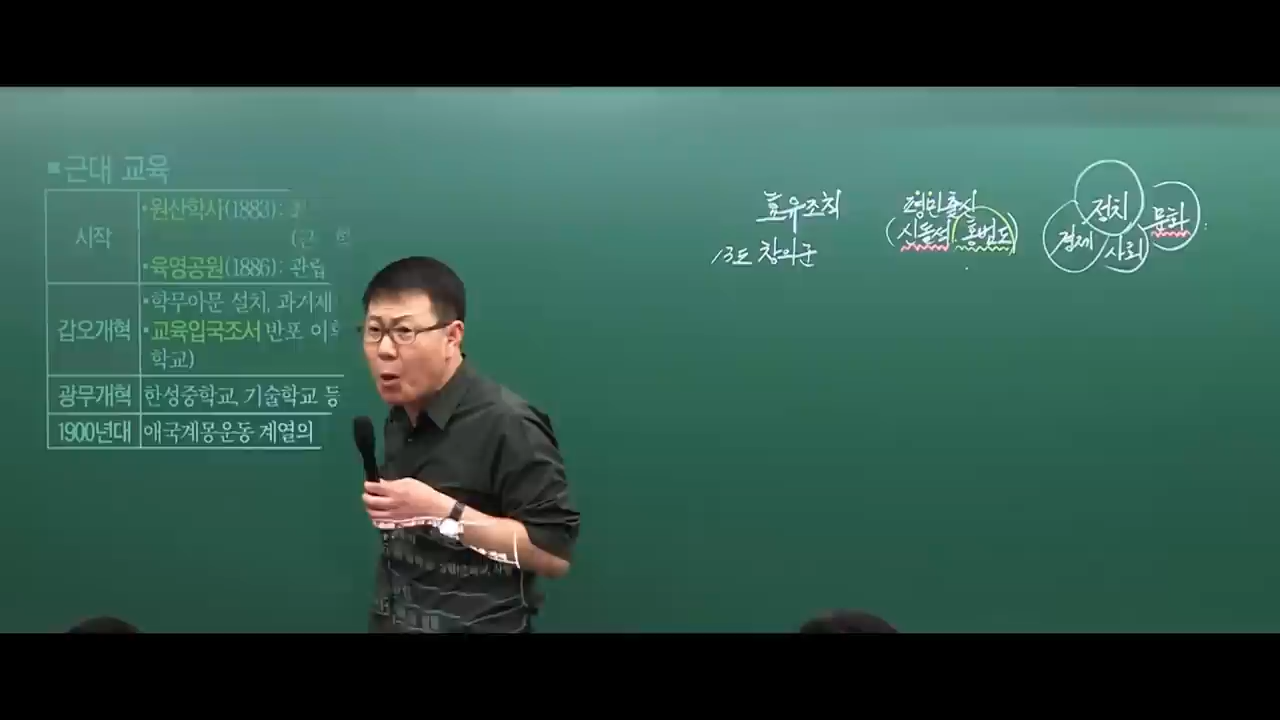 ▪근대 교육
시작
•원산학사(1883):
(근 학
•육영공원(1886): 관립
갑오개혁
•학무아문 설치, 과거제
•교육입국조서 반포 이후
학교)
광무개혁
한성중학교, 기술학교 등
1900년대
애국계몽운동 계열의
효유조칙
13도 창의군
평민출신
(신돌석, 홍범도)
정치
경제
사회
문화